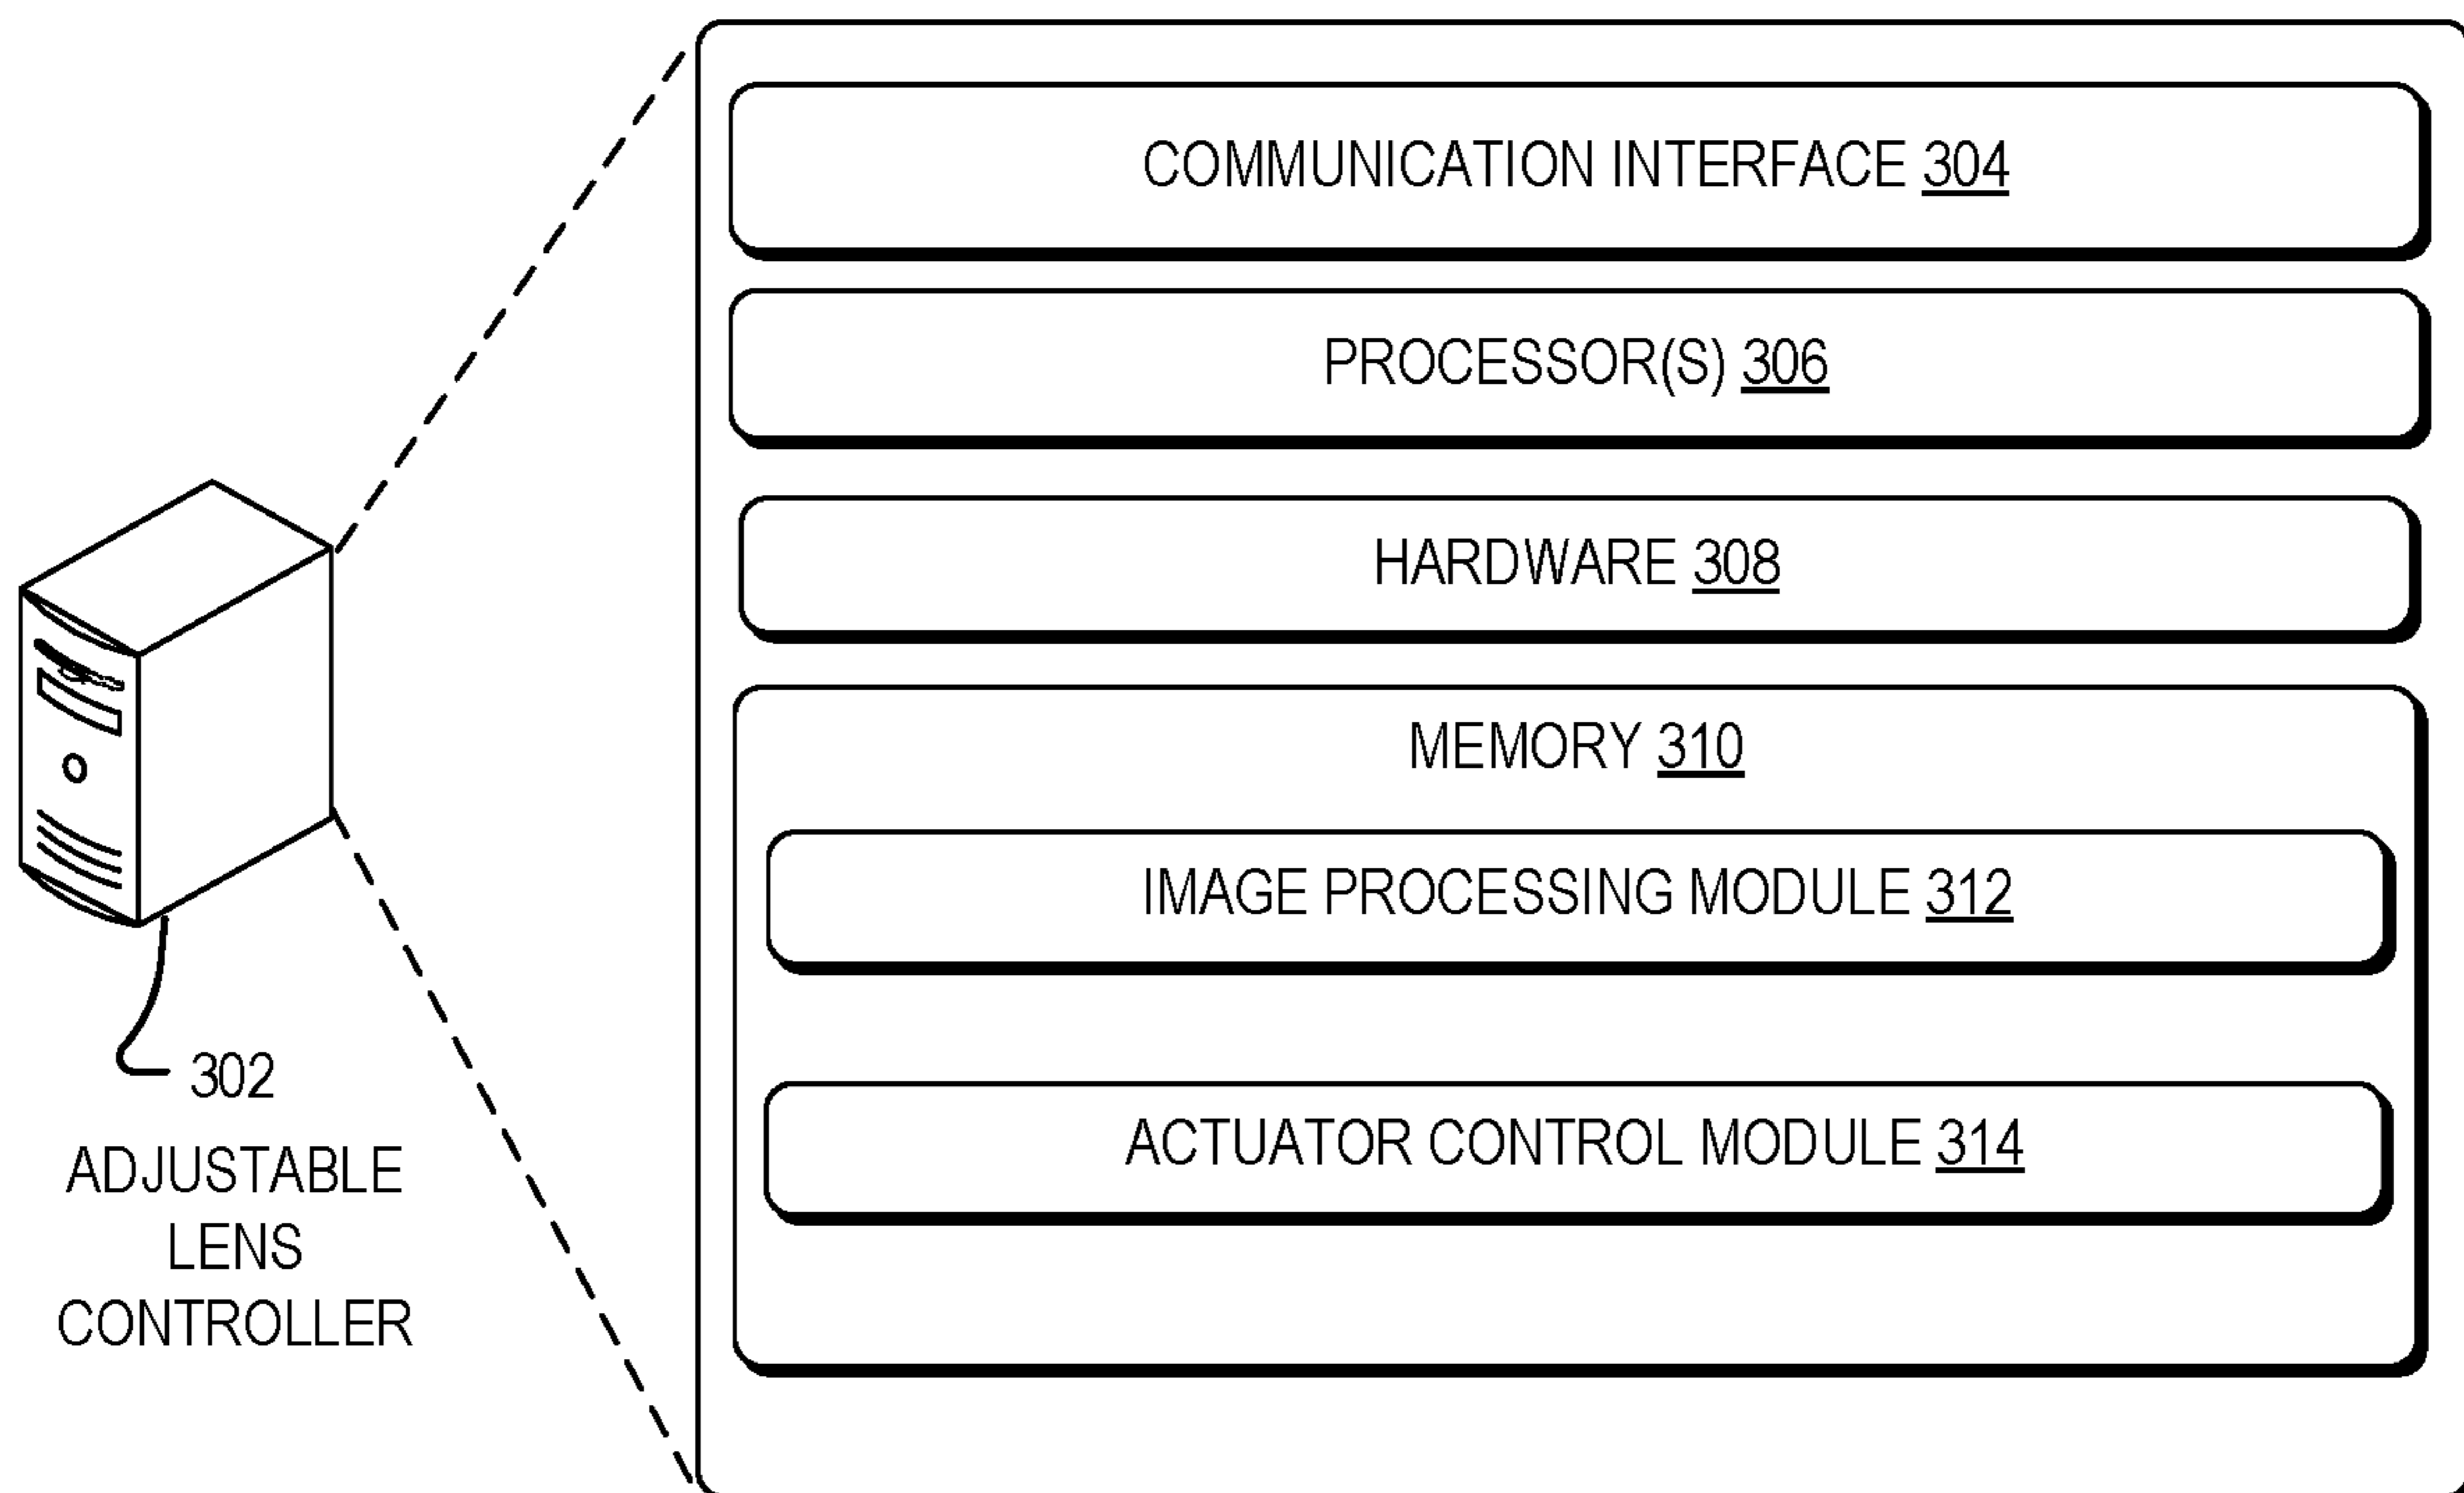 COMMUNICATION INTERFACE 304
PROCESSOR(S) 306
HARDWARE 308
MEMORY 310
IMAGE PROCESSING MODULE 312
ACTUATOR CONTROL MODULE 314
302
ADJUSTABLE
LENS
CONTROLLER